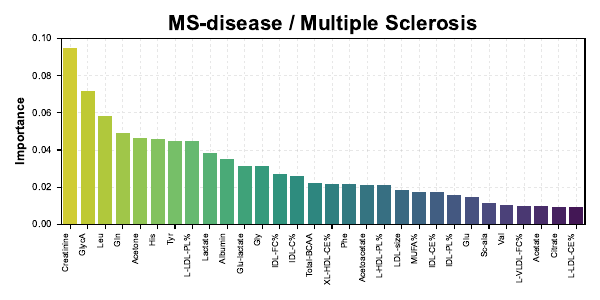 MS-disease / Multiple Sclerosis
Importance
0.10
0.08
0.06
0.04
0.02
0.00
Creatinine
GlycA
Leu
Gln
Acetone
His
Tyr
L-LDL-PL%
Lactate
Albumin
Glu-lactate
Gly
IDL-FC%
IDL-C%
Total-BCAA
XL-HDL-CE%
Phe
Acetoacetate
L-HDL-PL%
LDL-size
MUFA%
IDL-CE%
IDL-PL%
Glu
Sc-ala
Val
L-VLDL-FC%
Acetate
Citrate
L-LDL-CE%